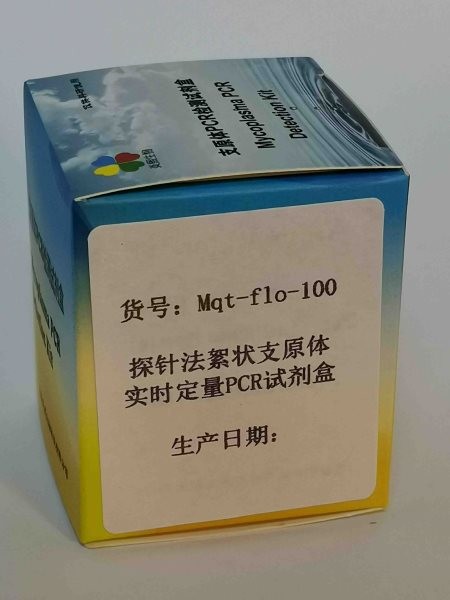 支原体PCR检测试剂盒
Mycoplasma PCR
Detection Kit
货号：Mqt-flo-100
探针法絮状支原体
实时定量PCR试剂盒
生产日期：